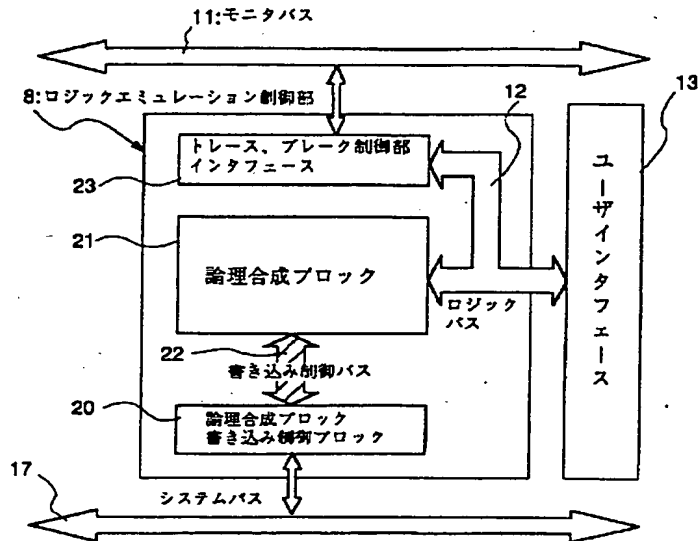 11:モニタバス
8:ロジックエミュレーション制御部
12
13
トレース、ブレーク制御部
インタフェース
23
21
論理合成ブロック
ユーザインタフェース
ロジック
バス
22
書き込み制御バス
20
論理合成ブロック
書き込み制御ブロック
17
システムバス